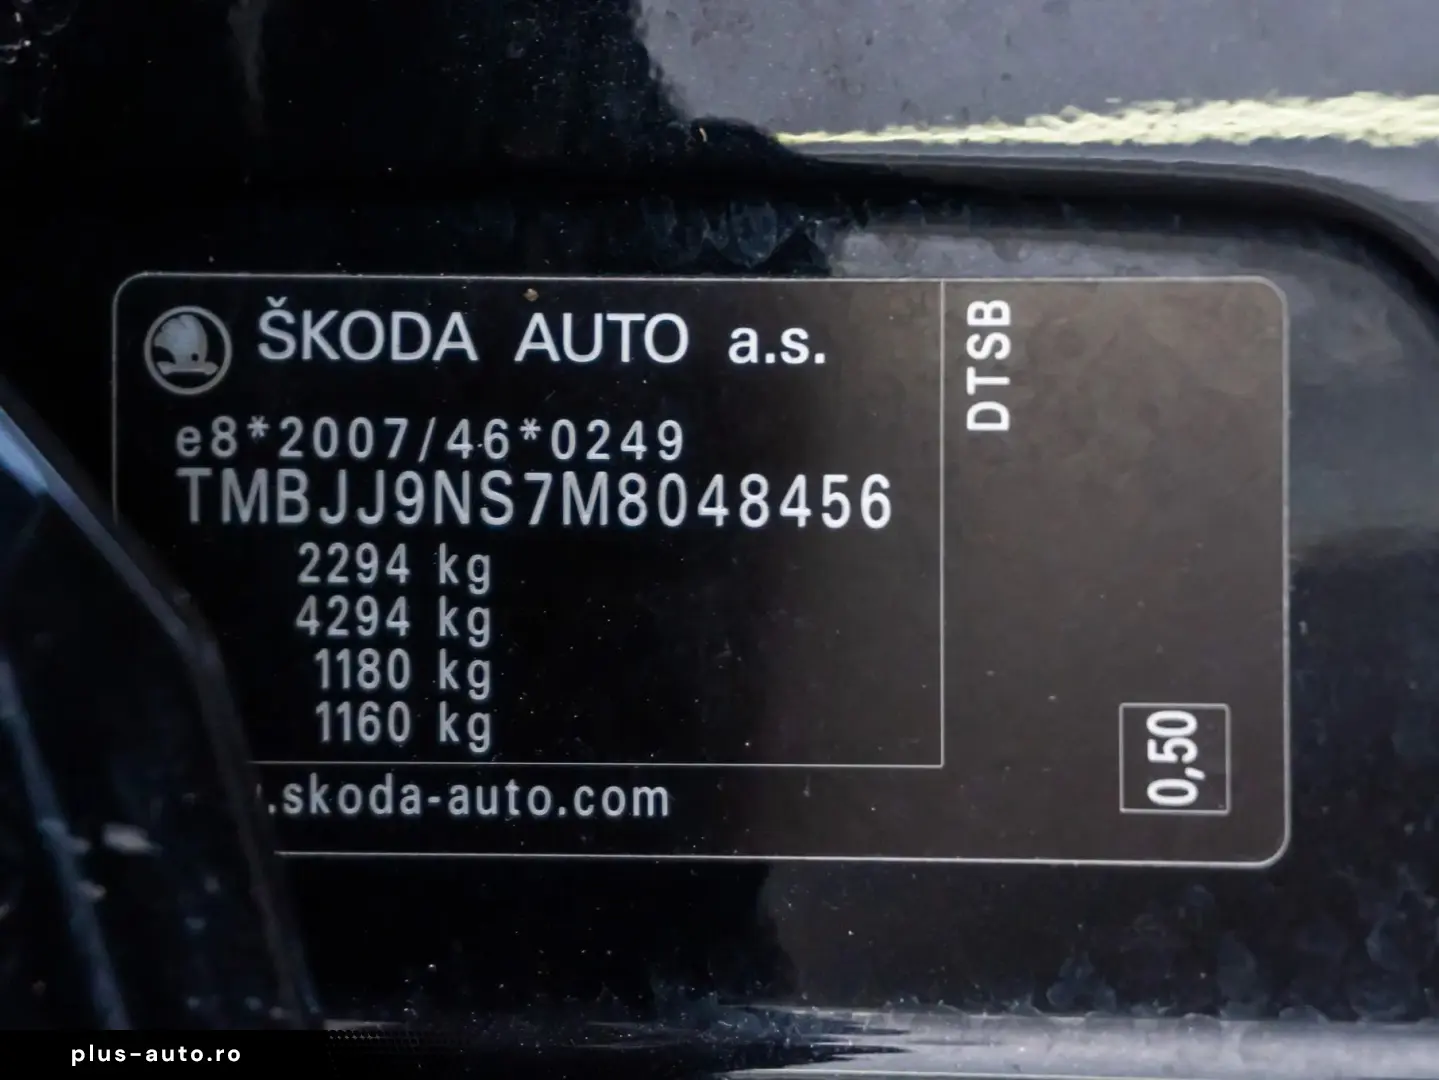 ŠKODA AUTO a.s.
e8*2007/46*0249
TMBJJ9NS7M8048456
2294 kg
4294 kg
1180 kg
1160 kg
.skoda-auto.com
DTSB
0,50
plus-auto.ro